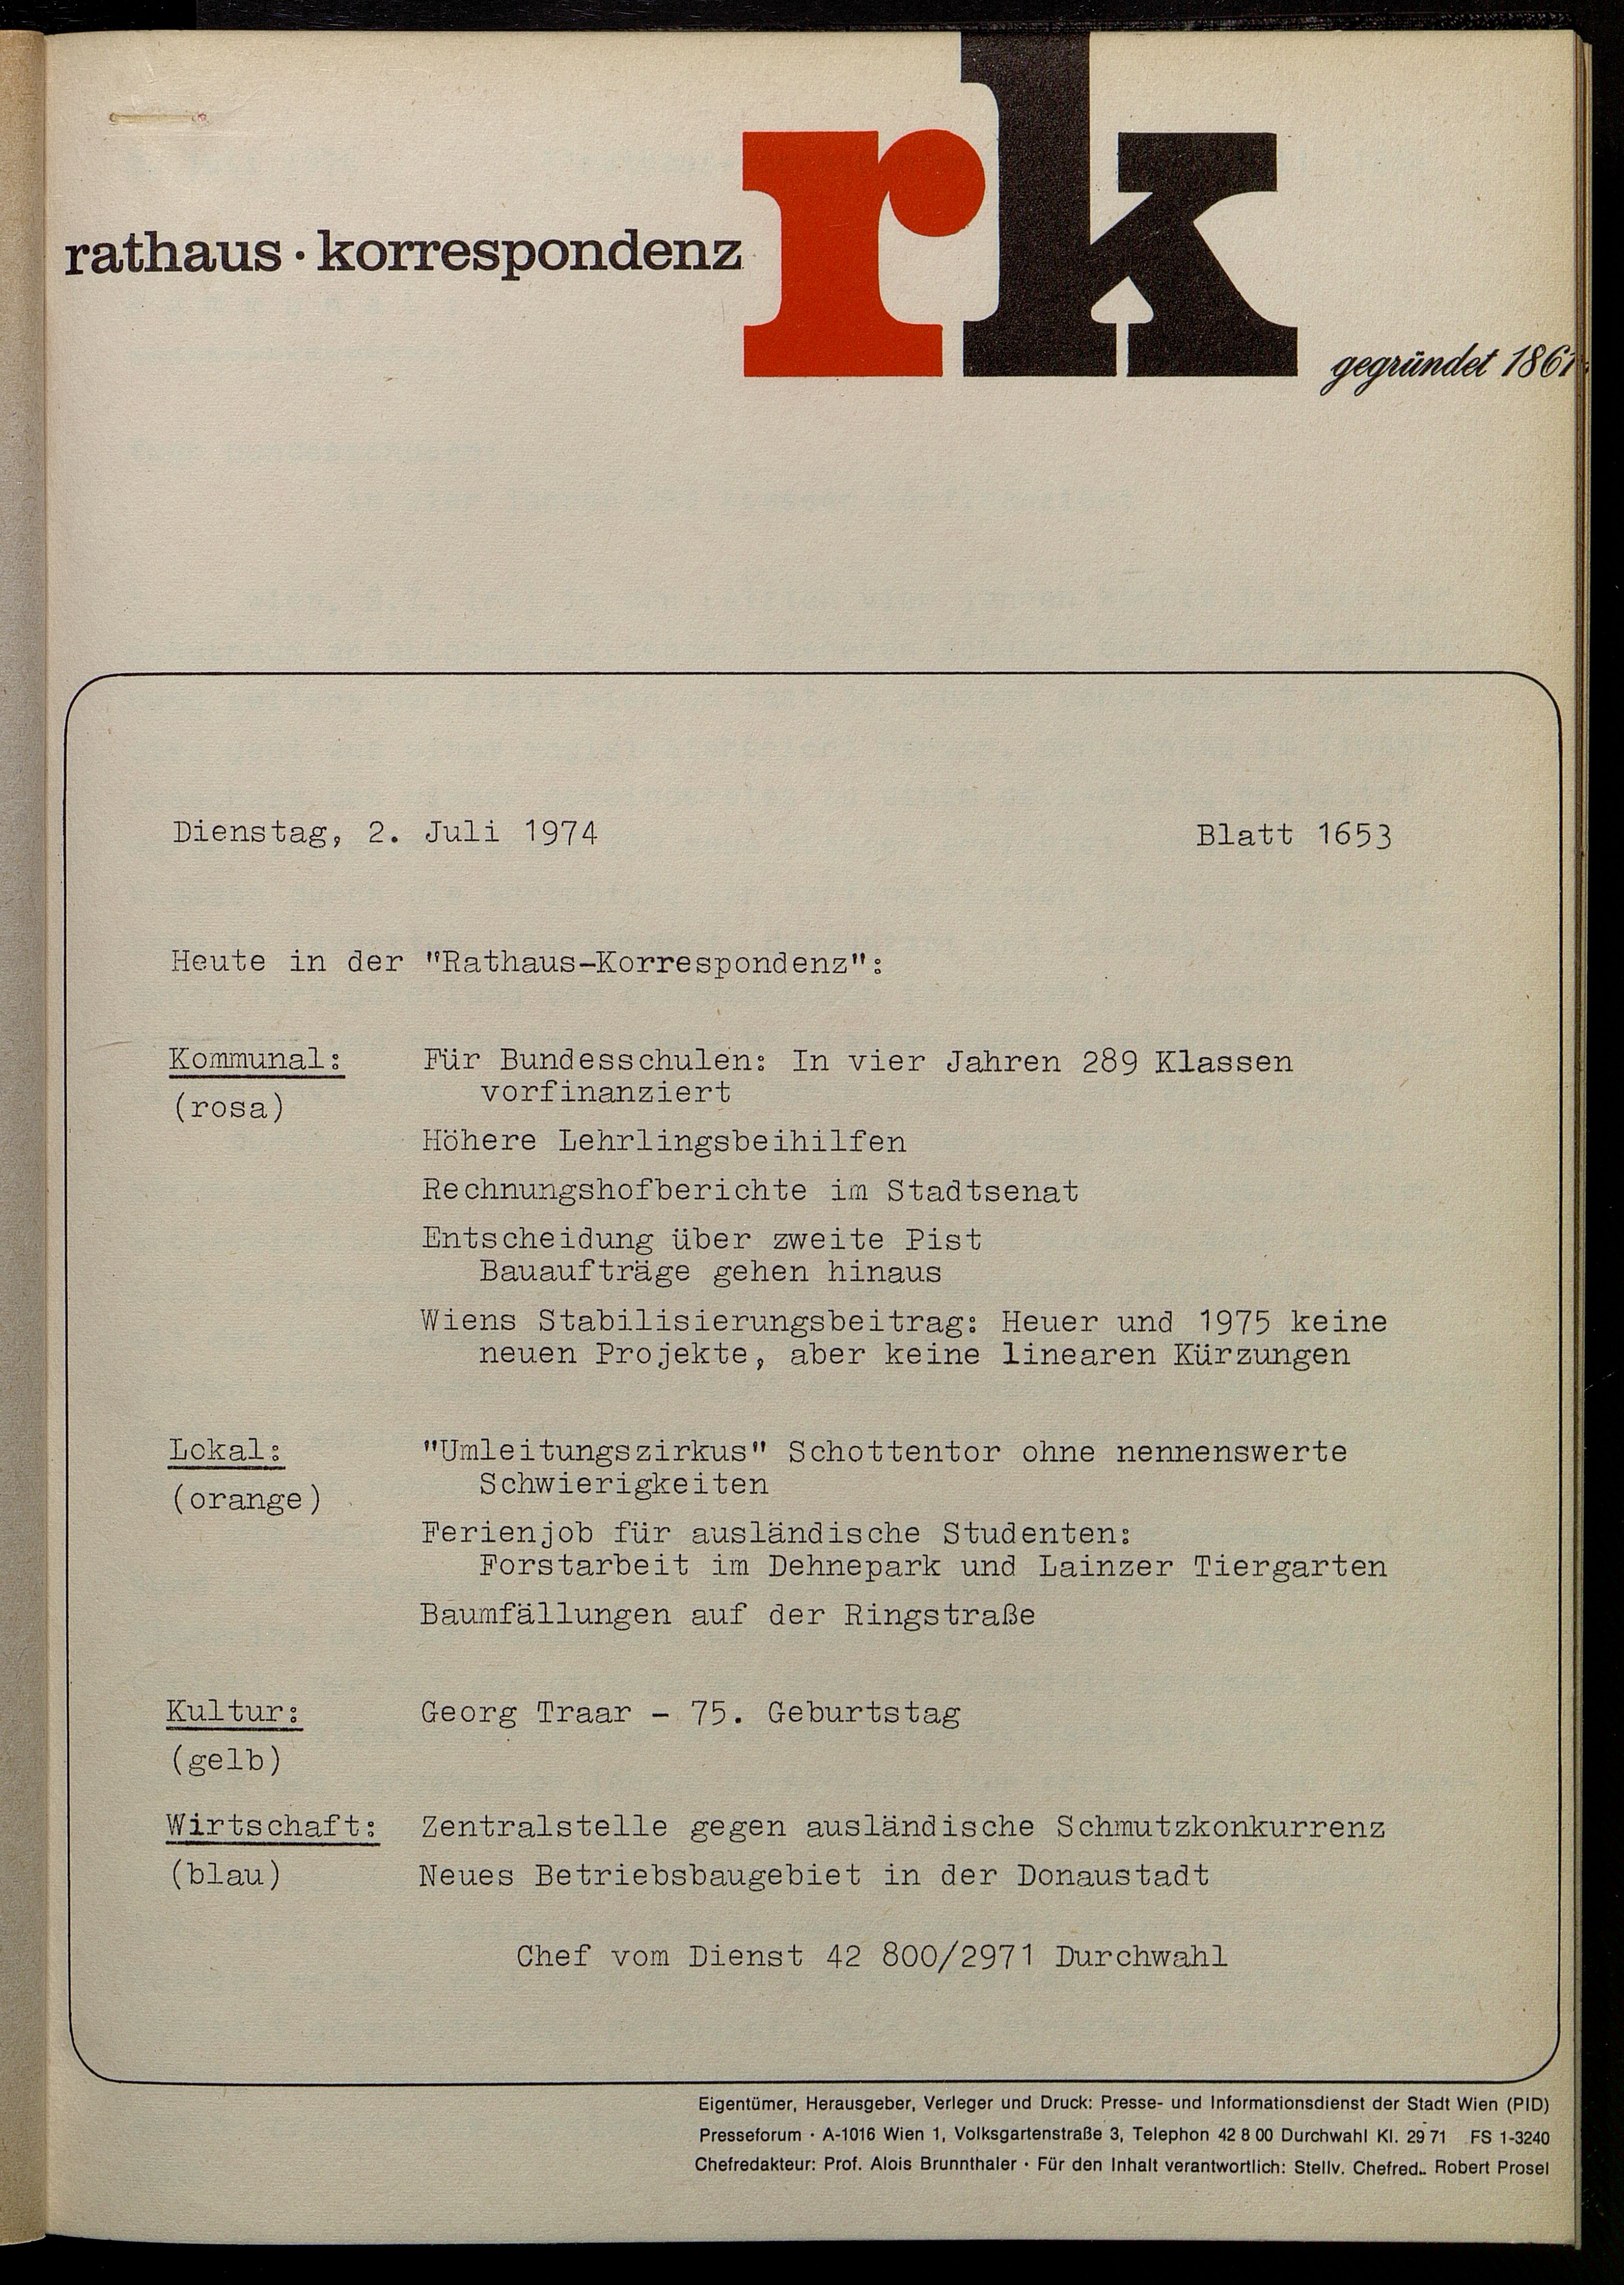 rk
rathaus · korrespondenz
gegründet 1861
Dienstag, 2. Juli 1974 Blatt 1653
Heute in der "Rathaus-Korrespondenz":
Kommunal: Für Bundesschulen: In vier Jahren 289 Klassen
vorfinanziert
(rosa)
Höhere Lehrlingsbeihilfen
Rechnungshofberichte im Stadtsenat
Entscheidung über zweite Pist
Bauaufträge gehen hinaus
Wiens Stabilisierungsbeitrag: Heuer und 1975 keine
neuen Projekte, aber keine linearen Kürzungen
Lokal: "Umleitungszirkus" Schottentor ohne nennenswerte
Schwierigkeiten
(orange)
Ferienjob für ausländische Studenten:
Forstarbeit im Dehnepark und Lainzer Tiergarten
Baumfällungen auf der Ringstraße
Kultur: Georg Traar - 75. Geburtstag
(gelb)
Wirtschaft: Zentralstelle gegen ausländische Schmutzkonkurrenz
(blau) Neues Betriebsbaugebiet in der Donaustadt
Chef vom Dienst 42 800/2971 Durchwahl
Eigentümer, Herausgeber, Verleger und Druck: Presse- und Informationsdienst der Stadt Wien (PID)
Presseforum · A-1016 Wien 1, Volksgartenstraße 3, Telephon 42 8 00 Durchwahl Kl. 29 71 FS 1-3240
Chefredakteur: Prof. Alois Brunnthaler · Für den Inhalt verantwortlich: Stellv. Chefred.. Robert Prosel